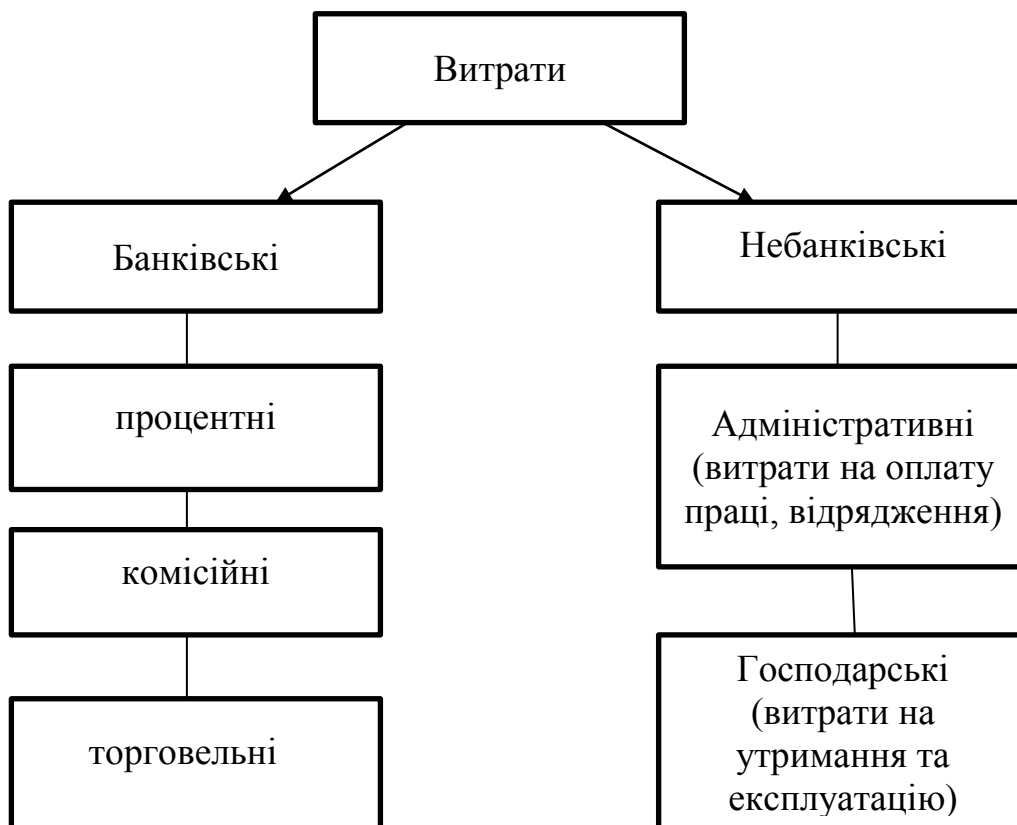 Витрати
Банківські
Небанківські
процентні
комісійні
торговельні
Адміністративні
(витрати на оплату
праці, відрядження)
Господарські
(витрати на
утримання та
експлуатацію)